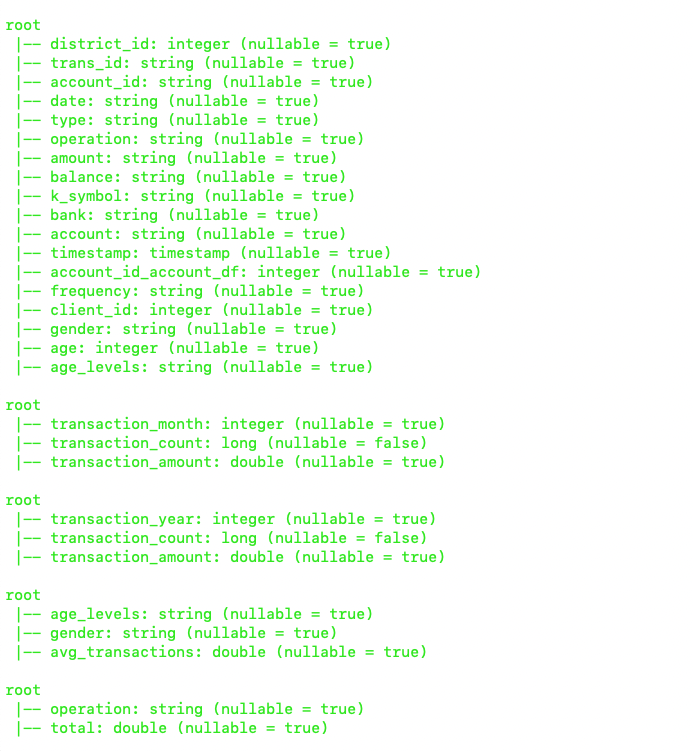 root
|-- district_id: integer (nullable = true)
|-- trans_id: string (nullable = true)
|-- account_id: string (nullable = true)
|-- date: string (nullable = true)
|-- type: string (nullable = true)
|-- operation: string (nullable = true)
|-- amount: string (nullable = true)
|-- balance: string (nullable = true)
|-- k_symbol: string (nullable = true)
|-- bank: string (nullable = true)
|-- account: string (nullable = true)
|-- timestamp: timestamp (nullable = true)
|-- account_id_account_df: integer (nullable = true)
|-- frequency: string (nullable = true)
|-- client_id: integer (nullable = true)
|-- gender: string (nullable = true)
|-- age: integer (nullable = true)
|-- age_levels: string (nullable = true)

root
|-- transaction_month: integer (nullable = true)
|-- transaction_count: long (nullable = false)
|-- transaction_amount: double (nullable = true)

root
|-- transaction_year: integer (nullable = true)
|-- transaction_count: long (nullable = false)
|-- transaction_amount: double (nullable = true)

root
|-- age_levels: string (nullable = true)
|-- gender: string (nullable = true)
|-- avg_transactions: double (nullable = true)

root
|-- operation: string (nullable = true)
|-- total: double (nullable = true)